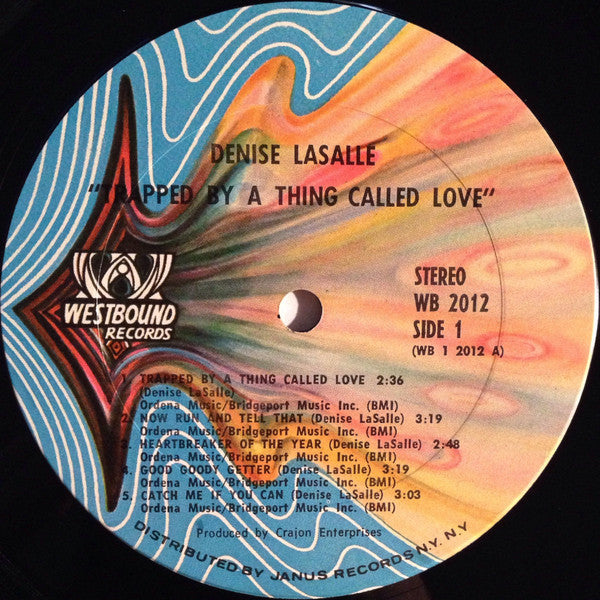 DENISE LASALLE
"TRAPPED BY A THING CALLED LOVE"
STEREO
WB 2012
SIDE 1
(WB 1 2012 A)
WESTBOUND
RECORDS
1. TRAPPED BY A THING CALLED LOVE 2:36
(Denise LaSalle)
Ordena Music/Bridgeport Music Inc. (BMI)
2. NOW RUN AND TELL THAT (Denise LaSalle) 3:19
Ordena Music/Bridgeport Music Inc. (BMI)
3. HEARTBREAKER OF THE YEAR (Denise LaSalle) 2:48
Ordena Music/Bridgeport Music Inc. (BMI)
4. GOOD GOODY GETTER (Denise LaSalle) 3:19
Ordena Music/Bridgeport Music Inc. (BMI)
5. CATCH ME IF YOU CAN (Denise LaSalle) 3:03
Ordena Music/Bridgeport Music Inc. (BMI)
Produced by Crajon Enterprises
DISTRIBUTED BY JANUS RECORDS N.Y. N.Y